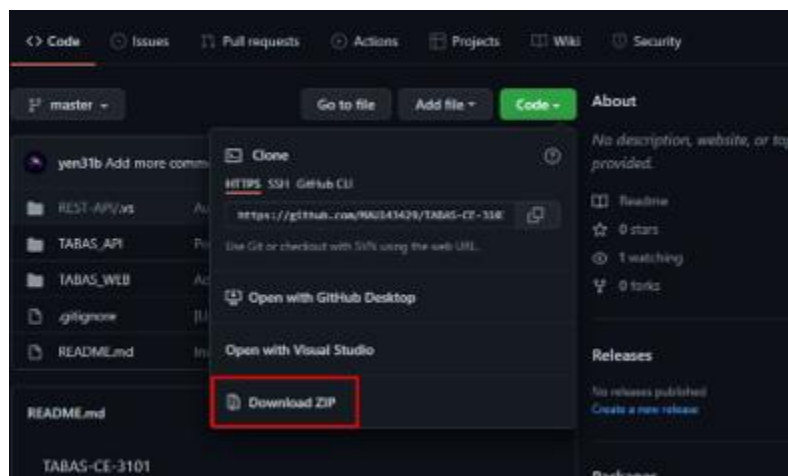 <> Code Issues Pull requests Actions Projects Wiki Security
master Go to file Add file Code
yen31b Add more comm
REST-API/.vs
TABAS_API
TABAS_WEB
.gitignore
README.md
Clone
HTTPS SSH GitHub CLI
Use Git or checkout with SVN using the web URL.
Open with GitHub Desktop
Open with Visual Studio
Download ZIP
README.md
TABAS-CE-3101
About
No description, website, or top
provided.
Readme
0 stars
1 watching
0 forks
Releases
No releases published
Create a new release
Packages